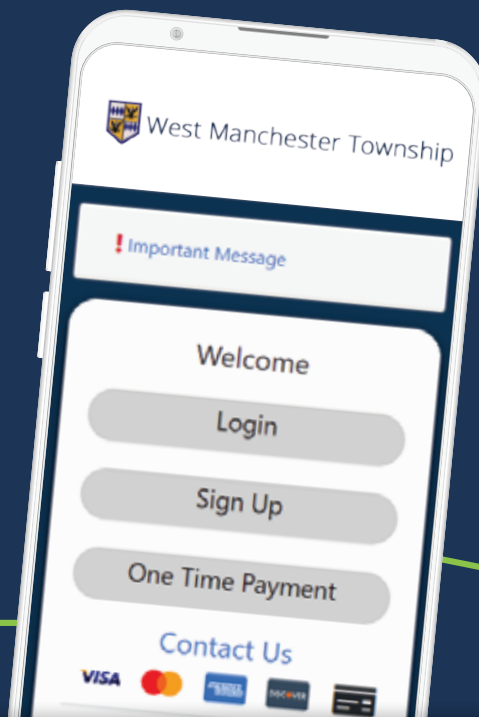 West Manchester Township
! Important Message
Welcome
Login
Sign Up
One Time Payment
Contact Us
VISA
DISCOVER